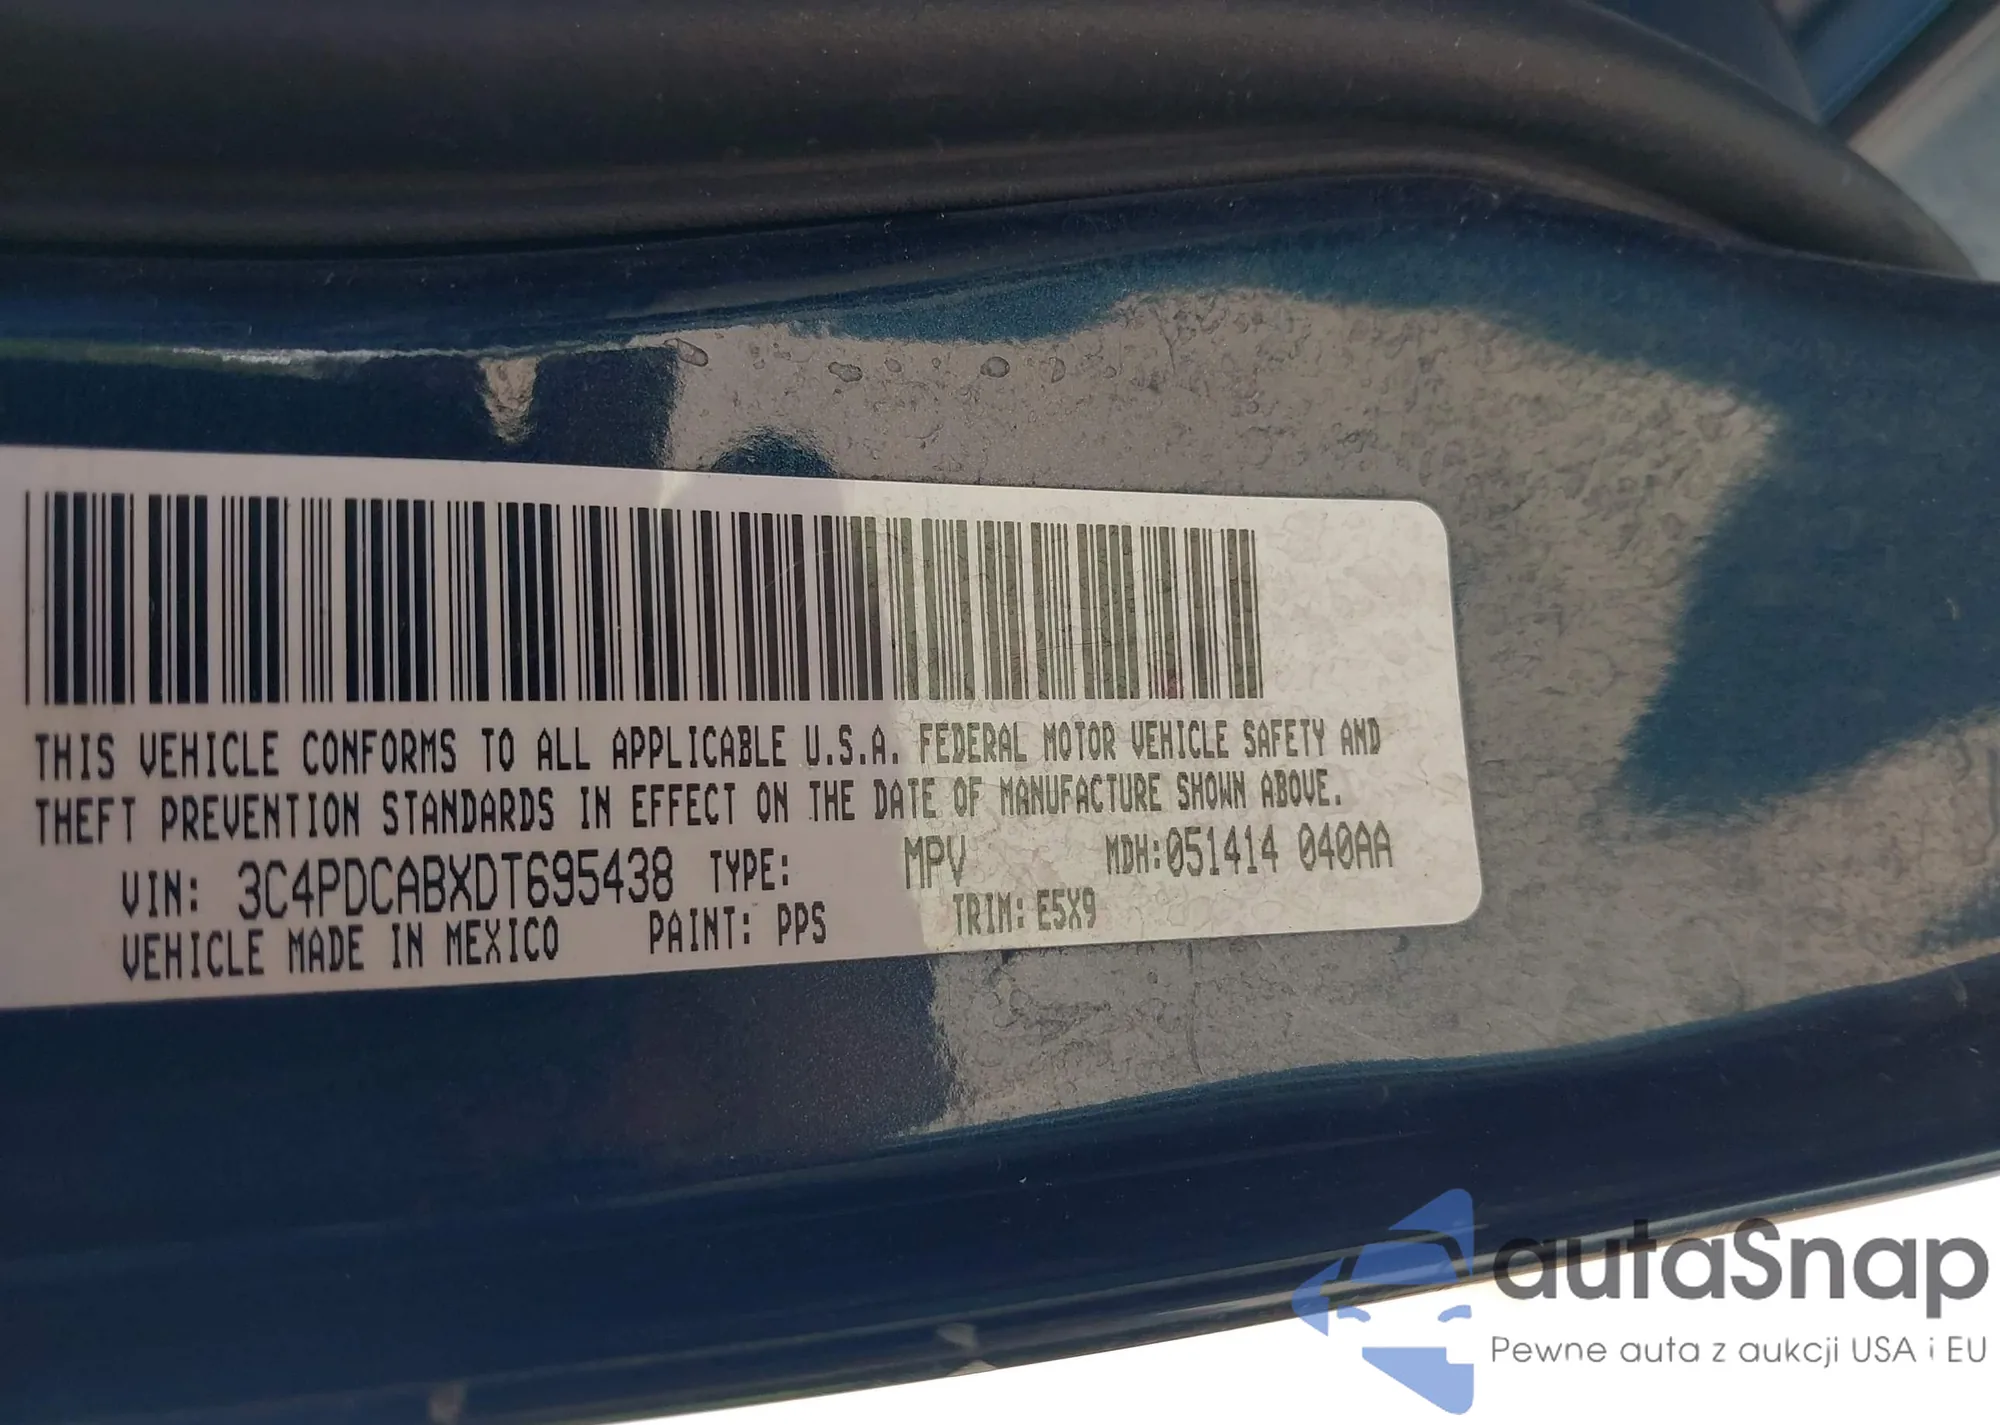 THIS VEHICLE CONFORMS TO ALL APPLICABLE U.S.A. FEDERAL MOTOR VEHICLE SAFETY AND
THEFT PREVENTION STANDARDS IN EFFECT ON THE DATE OF MANUFACTURE SHOWN ABOVE.
VIN: 3C4PDCABXDT695438 TYPE: MPV MDH:051414 040AA
VEHICLE MADE IN MEXICO PAINT: PPS TRIM: E5X9
autaSnap
Pewne auta z aukcji USA i EU